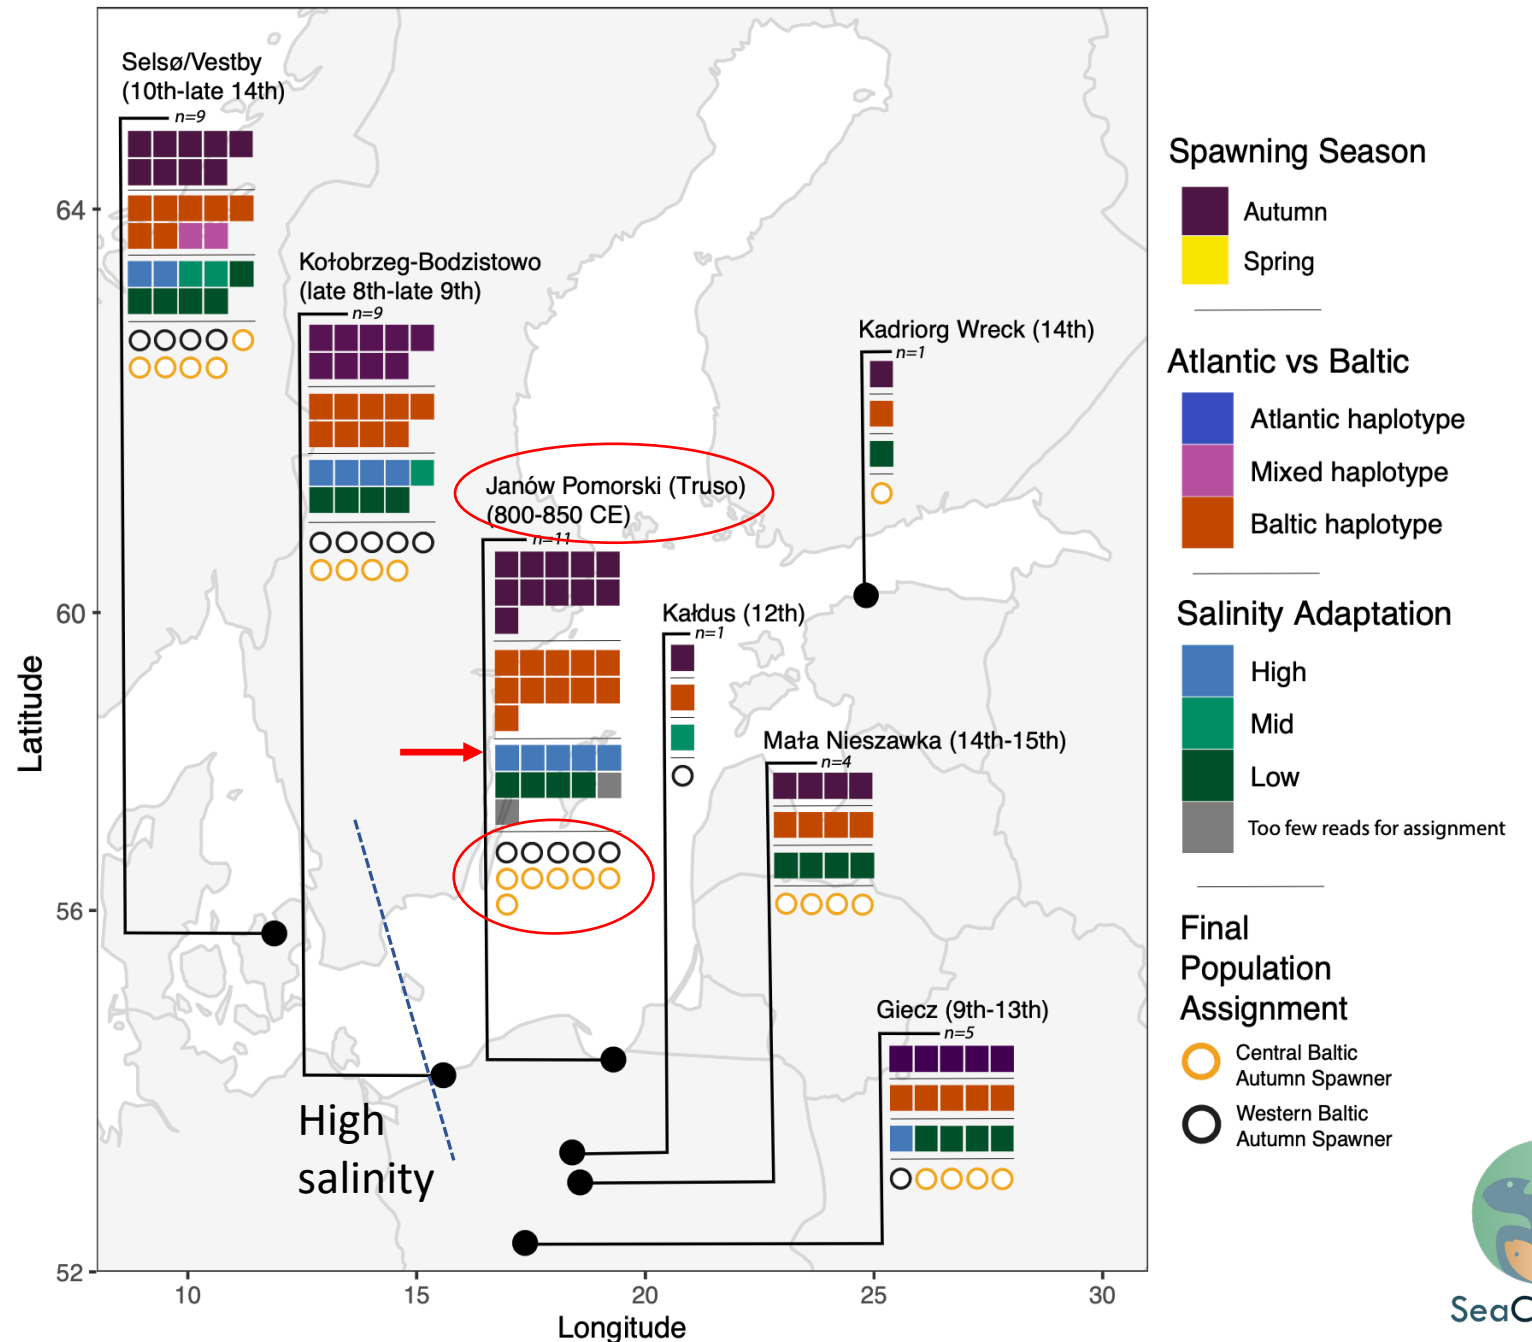 Selsø/Vestby
(10th-late 14th)
n=9
64
Kołobrzeg-Bodzistowo
(late 8th-late 9th)
n=9
Kadriorg Wreck (14th)
n=1
Janów Pomorski (Truso)
(800-850 CE)
n=11
60
Kałdus (12th)
n=1
Mała Nieszawka (14th-15th)
n=4
56
Giecz (9th-13th)
n=5
High
salinity
52
10
15
20
25
30
Latitude
Longitude
Spawning Season
Autumn
Spring
Atlantic vs Baltic
Atlantic haplotype
Mixed haplotype
Baltic haplotype
Salinity Adaptation
High
Mid
Low
Too few reads for assignment
Final
Population
Assignment
Central Baltic
Autumn Spawner
Western Baltic
Autumn Spawner